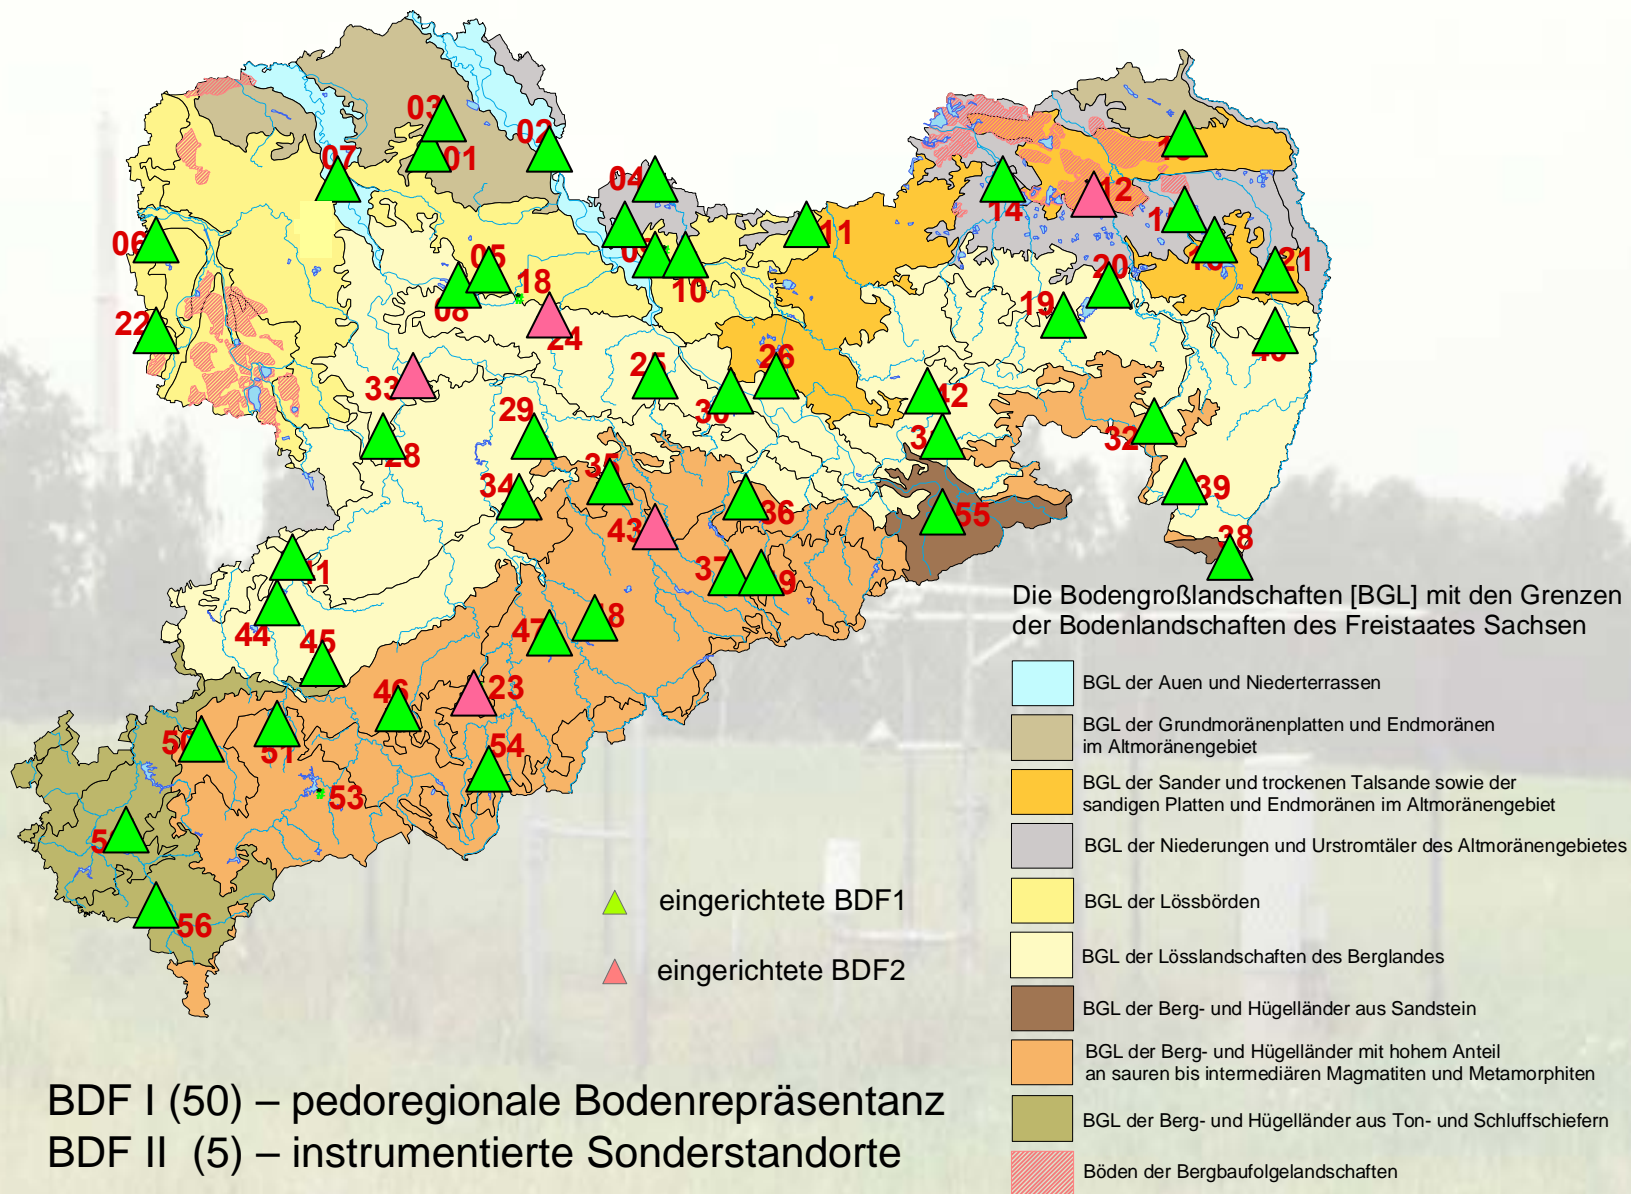 03
02
07
01
04
06
05
18
08
09
10
11
14
12
20
19
21
22
24
33
25
26
30
29
28
42
32
39
38
34
35
36
43
55
37
44
45
47
46
23
51
50
54
53
56
Die Bodengroßlandschaften [BGL] mit den Grenzen
der Bodenlandschaften des Freistaates Sachsen
BGL der Auen und Niederterrassen
BGL der Grundmoränenplatten und Endmoränen
im Altmoränengebiet
BGL der Sander und trockenen Talsande sowie der
sandigen Platten und Endmoränen im Altmoränengebiet
BGL der Niederungen und Urstromtäler des Altmoränengebietes
BGL der Lössbörden
BGL der Lösslandschaften des Berglandes
BGL der Berg- und Hügelländer aus Sandstein
BGL der Berg- und Hügelländer mit hohem Anteil
an sauren bis intermediären Magmatiten und Metamorphiten
BGL der Berg- und Hügelländer aus Ton- und Schluffschiefern
Böden der Bergbaufolgelandschaften
eingerichtete BDF1
eingerichtete BDF2
BDF I (50) – pedoregionale Bodenrepräsentanz
BDF II (5) – instrumentierte Sonderstandorte